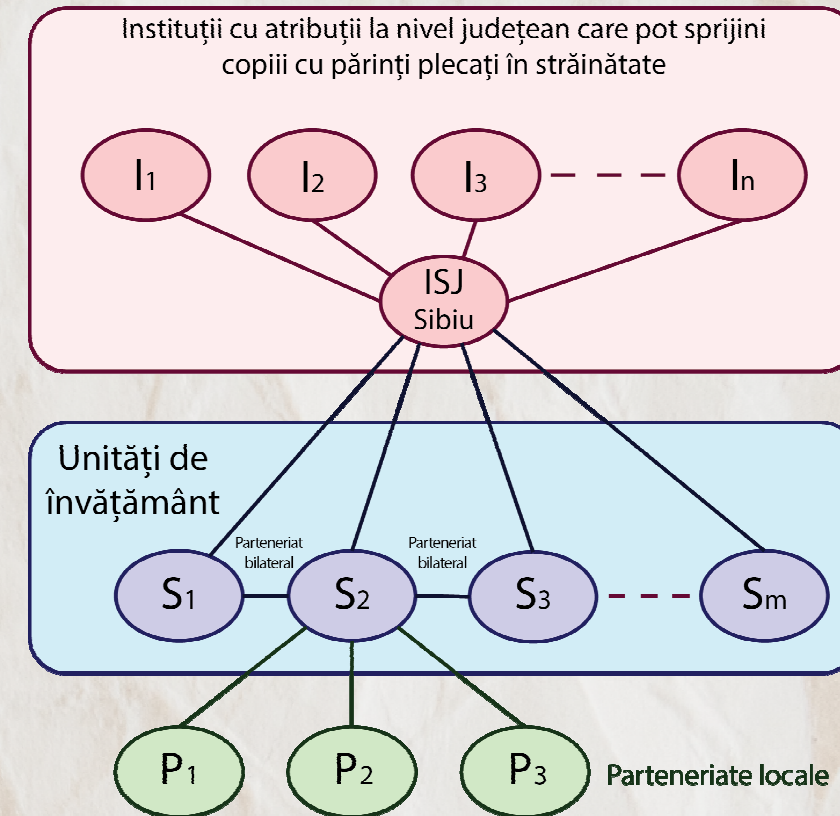 Instituții cu atribuții la nivel județean care pot sprijini
copiii cu părinți plecați în străinătate
I1 I2 I3 In
ISJ
Sibiu
Unități de
învățământ
Parteneriat
bilateral
Parteneriat
bilateral
S1 S2 S3 Sm
P1 P2 P3 Parteneriate locale